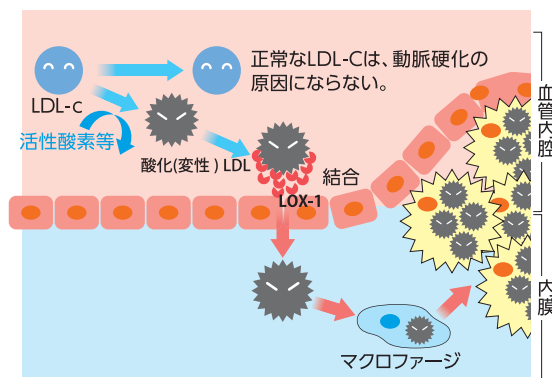 正常なLDL-Cは、動脈硬化の
原因にならない。
LDL-c
活性酸素等
酸化(変性)LDL
結合
LOX-1
マクロファージ
血管内腔
内膜